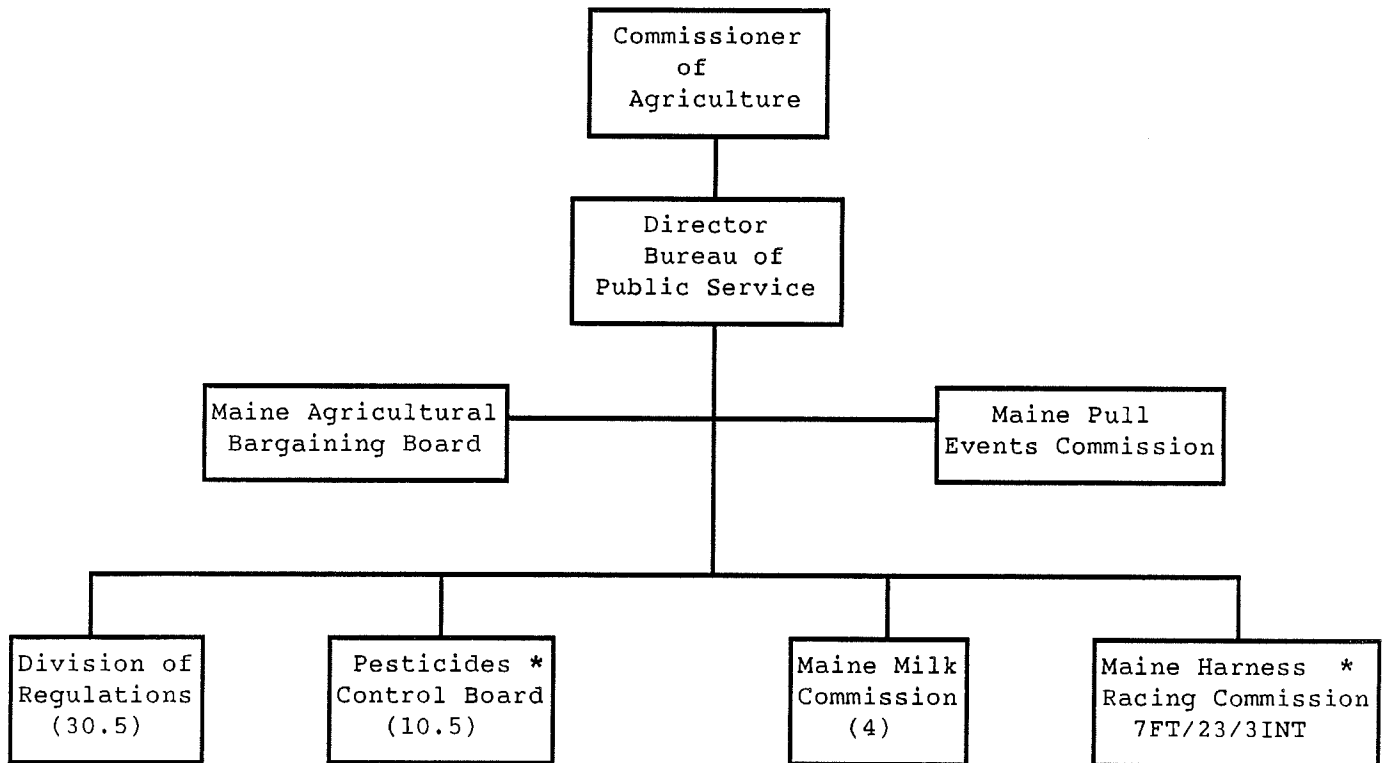 Commissioner
of
Agriculture
Director
Bureau of
Public Service
Maine Agricultural
Bargaining Board
Maine Pull
Events Commission
Division of
Regulations
(30.5)
Pesticides *
Control Board
(10.5)
Maine Milk
Commission
(4)
Maine Harness *
Racing Commission
7FT/23/3INT